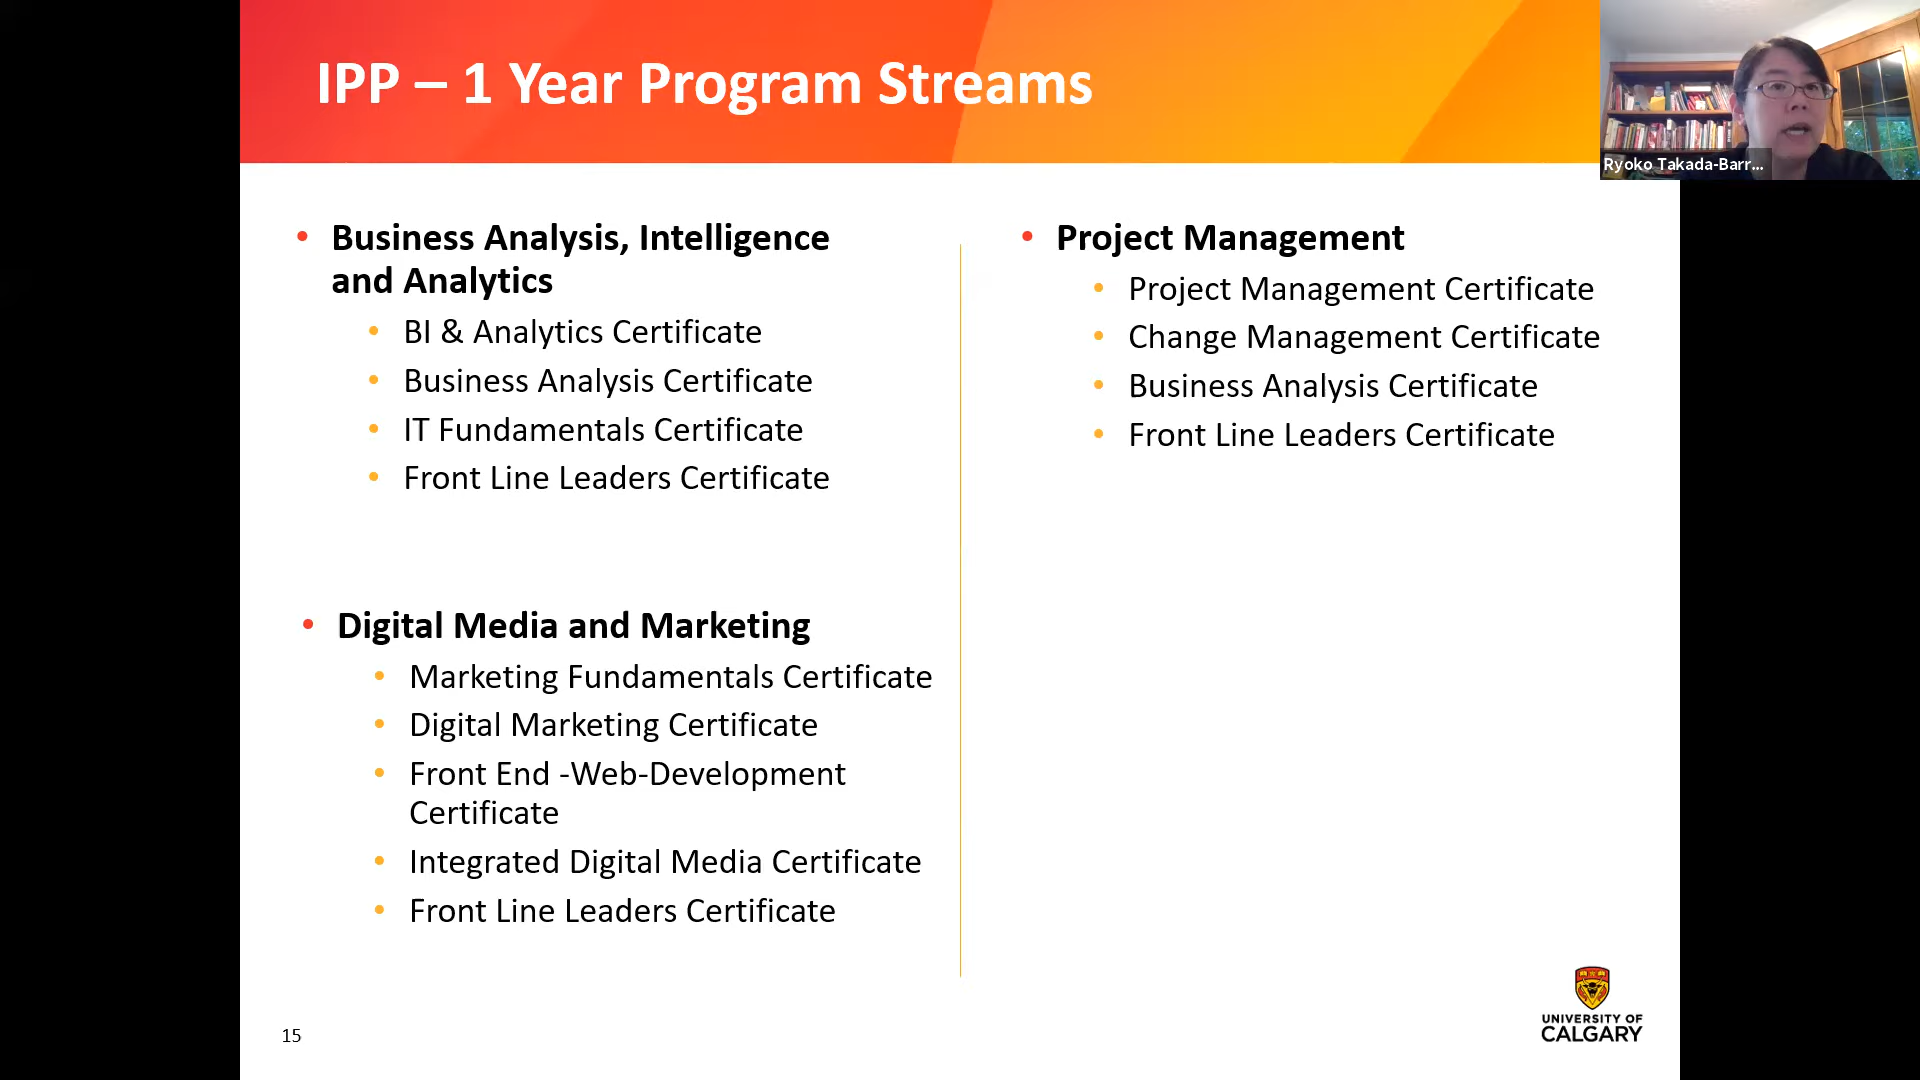 IPP – 1 Year Program Streams
Ryoko Takada-Barr...
• Business Analysis, Intelligence
and Analytics
• BI & Analytics Certificate
• Business Analysis Certificate
• IT Fundamentals Certificate
• Front Line Leaders Certificate
• Digital Media and Marketing
• Marketing Fundamentals Certificate
• Digital Marketing Certificate
• Front End -Web-Development
Certificate
• Integrated Digital Media Certificate
• Front Line Leaders Certificate
• Project Management
• Project Management Certificate
• Change Management Certificate
• Business Analysis Certificate
• Front Line Leaders Certificate
15
UNIVERSITY OF
CALGARY